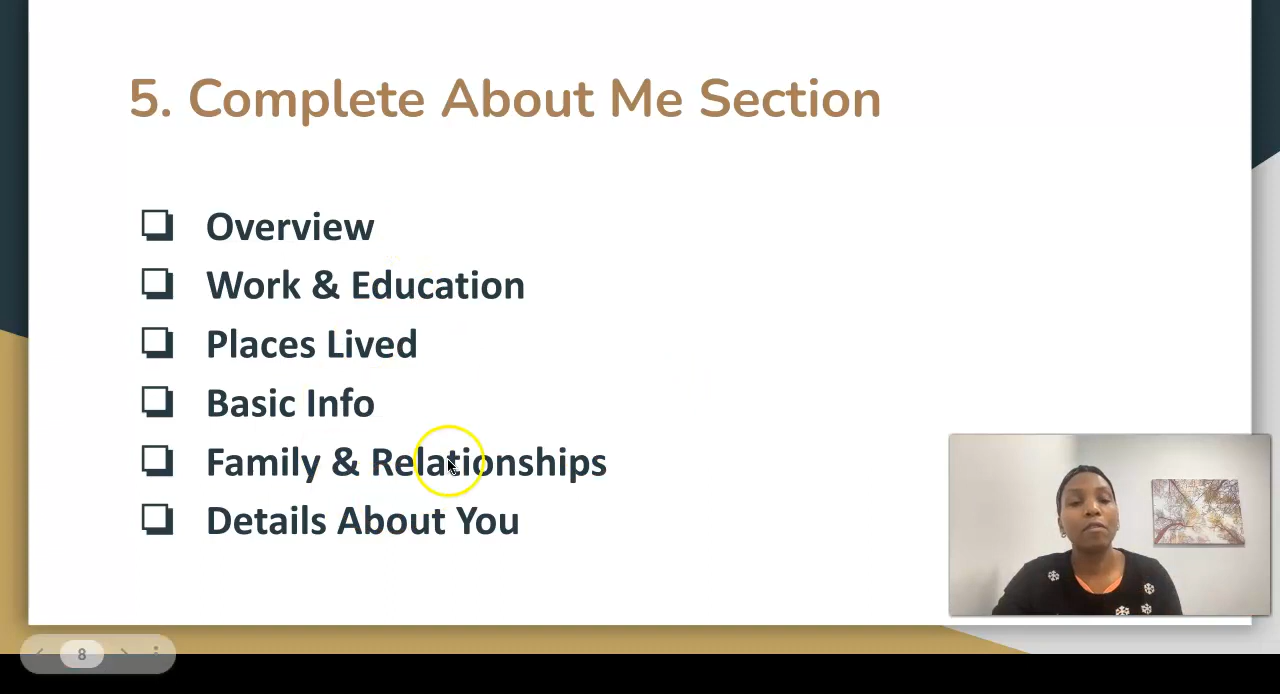 5. Complete About Me Section
Overview
Work & Education
Places Lived
Basic Info
Family & Relationships
Details About You
8